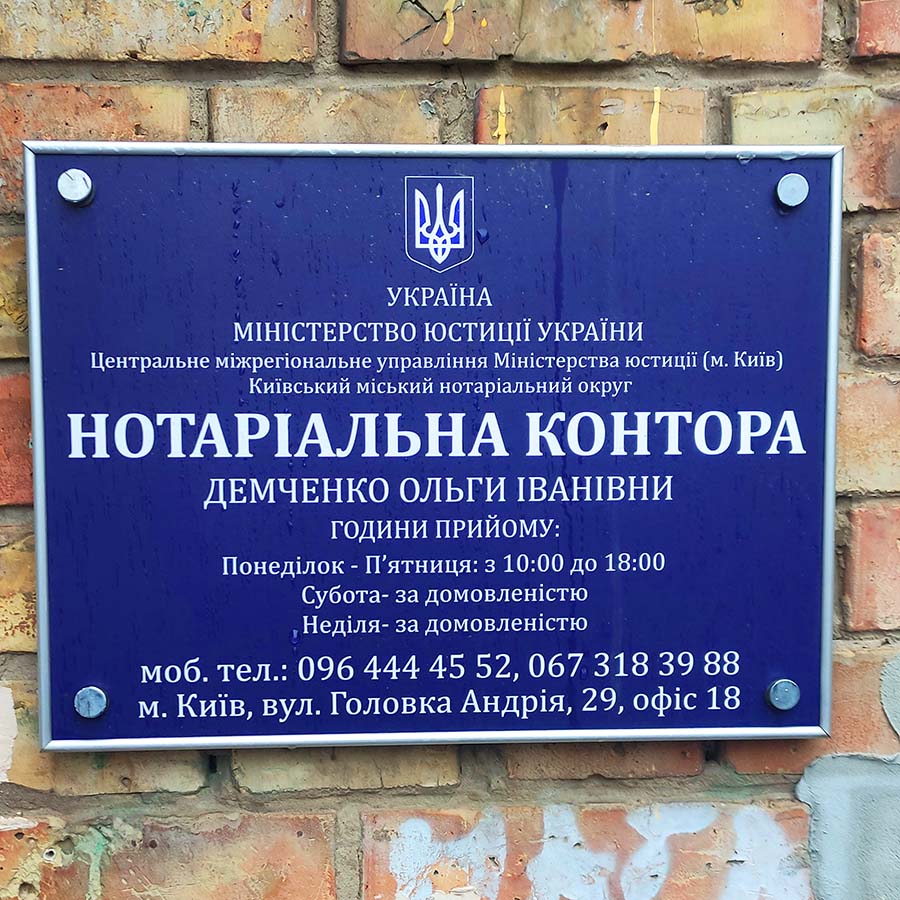 УКРАЇНА
МІНІСТЕРСТВО ЮСТИЦІЇ УКРАЇНИ
Центральне міжрегіональне управління Міністерства юстиції (м. Київ)
Київський міський нотаріальний округ
НОТАРІАЛЬНА КОНТОРА
ДЕМЧЕНКО ОЛЬГИ ІВАНІВНИ
ГОДИНИ ПРИЙОМУ:
Понеділок - П’ятниця: з 10:00 до 18:00
Субота- за домовленістю
Неділя- за домовленістю
моб. тел.: 096 444 45 52, 067 318 39 88
м. Київ, вул. Головка Андрія, 29, офіс 18